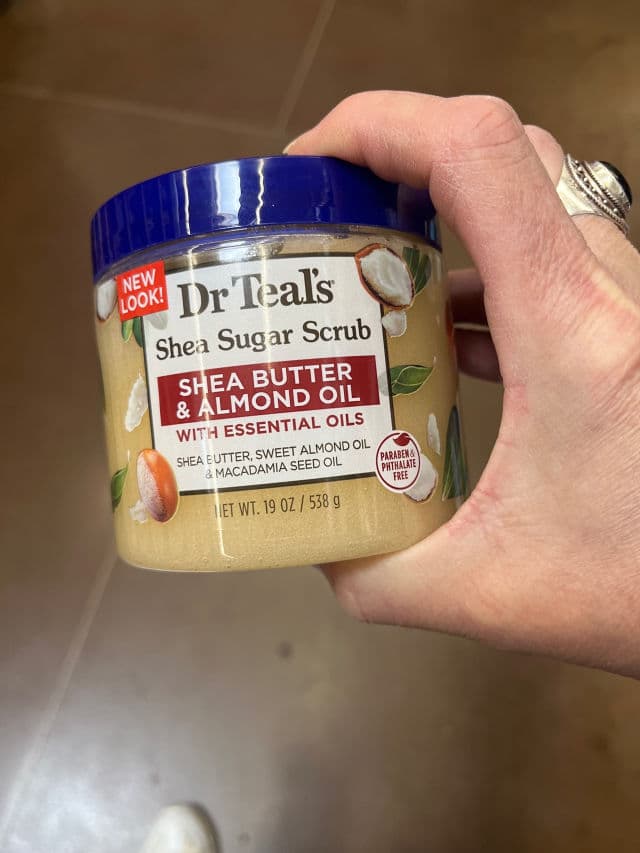 NEW
LOOK!
Dr Teal's
Shea Sugar Scrub
SHEA BUTTER
& ALMOND OIL
WITH ESSENTIAL OILS
SHEA BUTTER, SWEET ALMOND OIL
& MACADAMIA SEED OIL
PARABEN &
PHTHALATE
FREE
NET WT. 19 OZ / 538 g